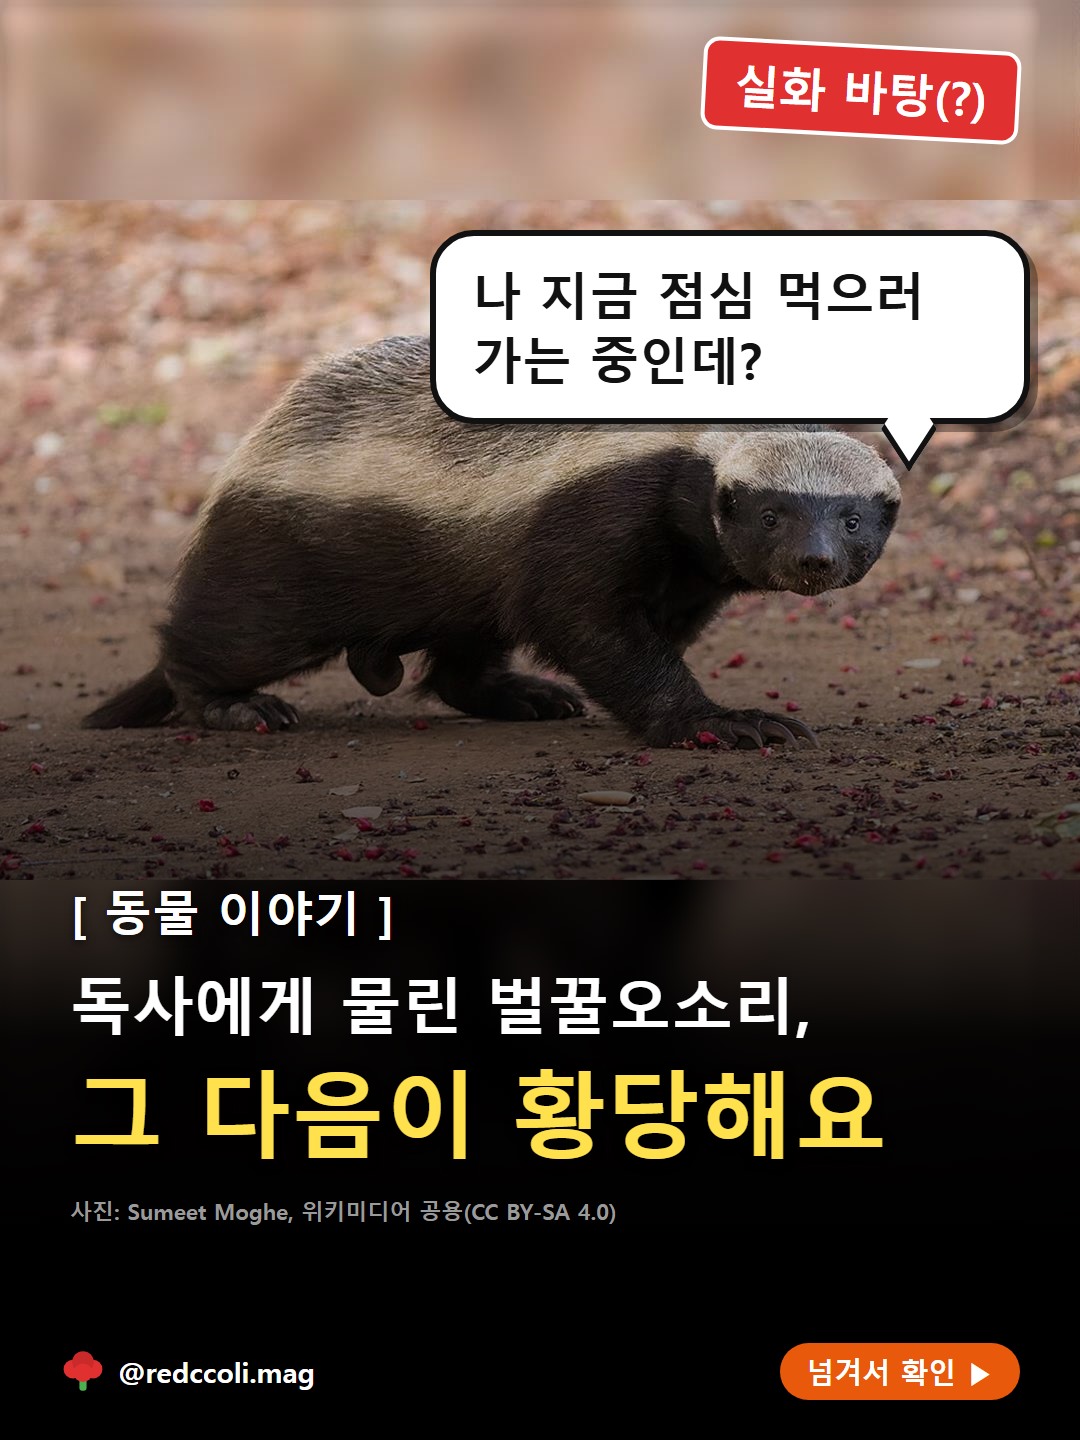 실화 바탕(?)
나 지금 점심 먹으러
가는 중인데?
[ 동물 이야기 ]
독사에게 물린 벌꿀오소리,
그 다음이 황당해요
사진: Sumeet Moghe, 위키미디어 공용(CC BY-SA 4.0)
@redccoli.mag
넘겨서 확인 ▶